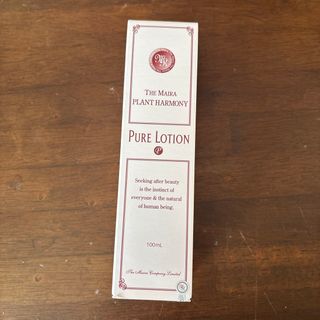 THE MAIRA
PLANT HARMONY
PURE LOTION
Seeking after beauty
is the instinct of
everyone & the natural
of human being.
100mL
The Maira Company Limited